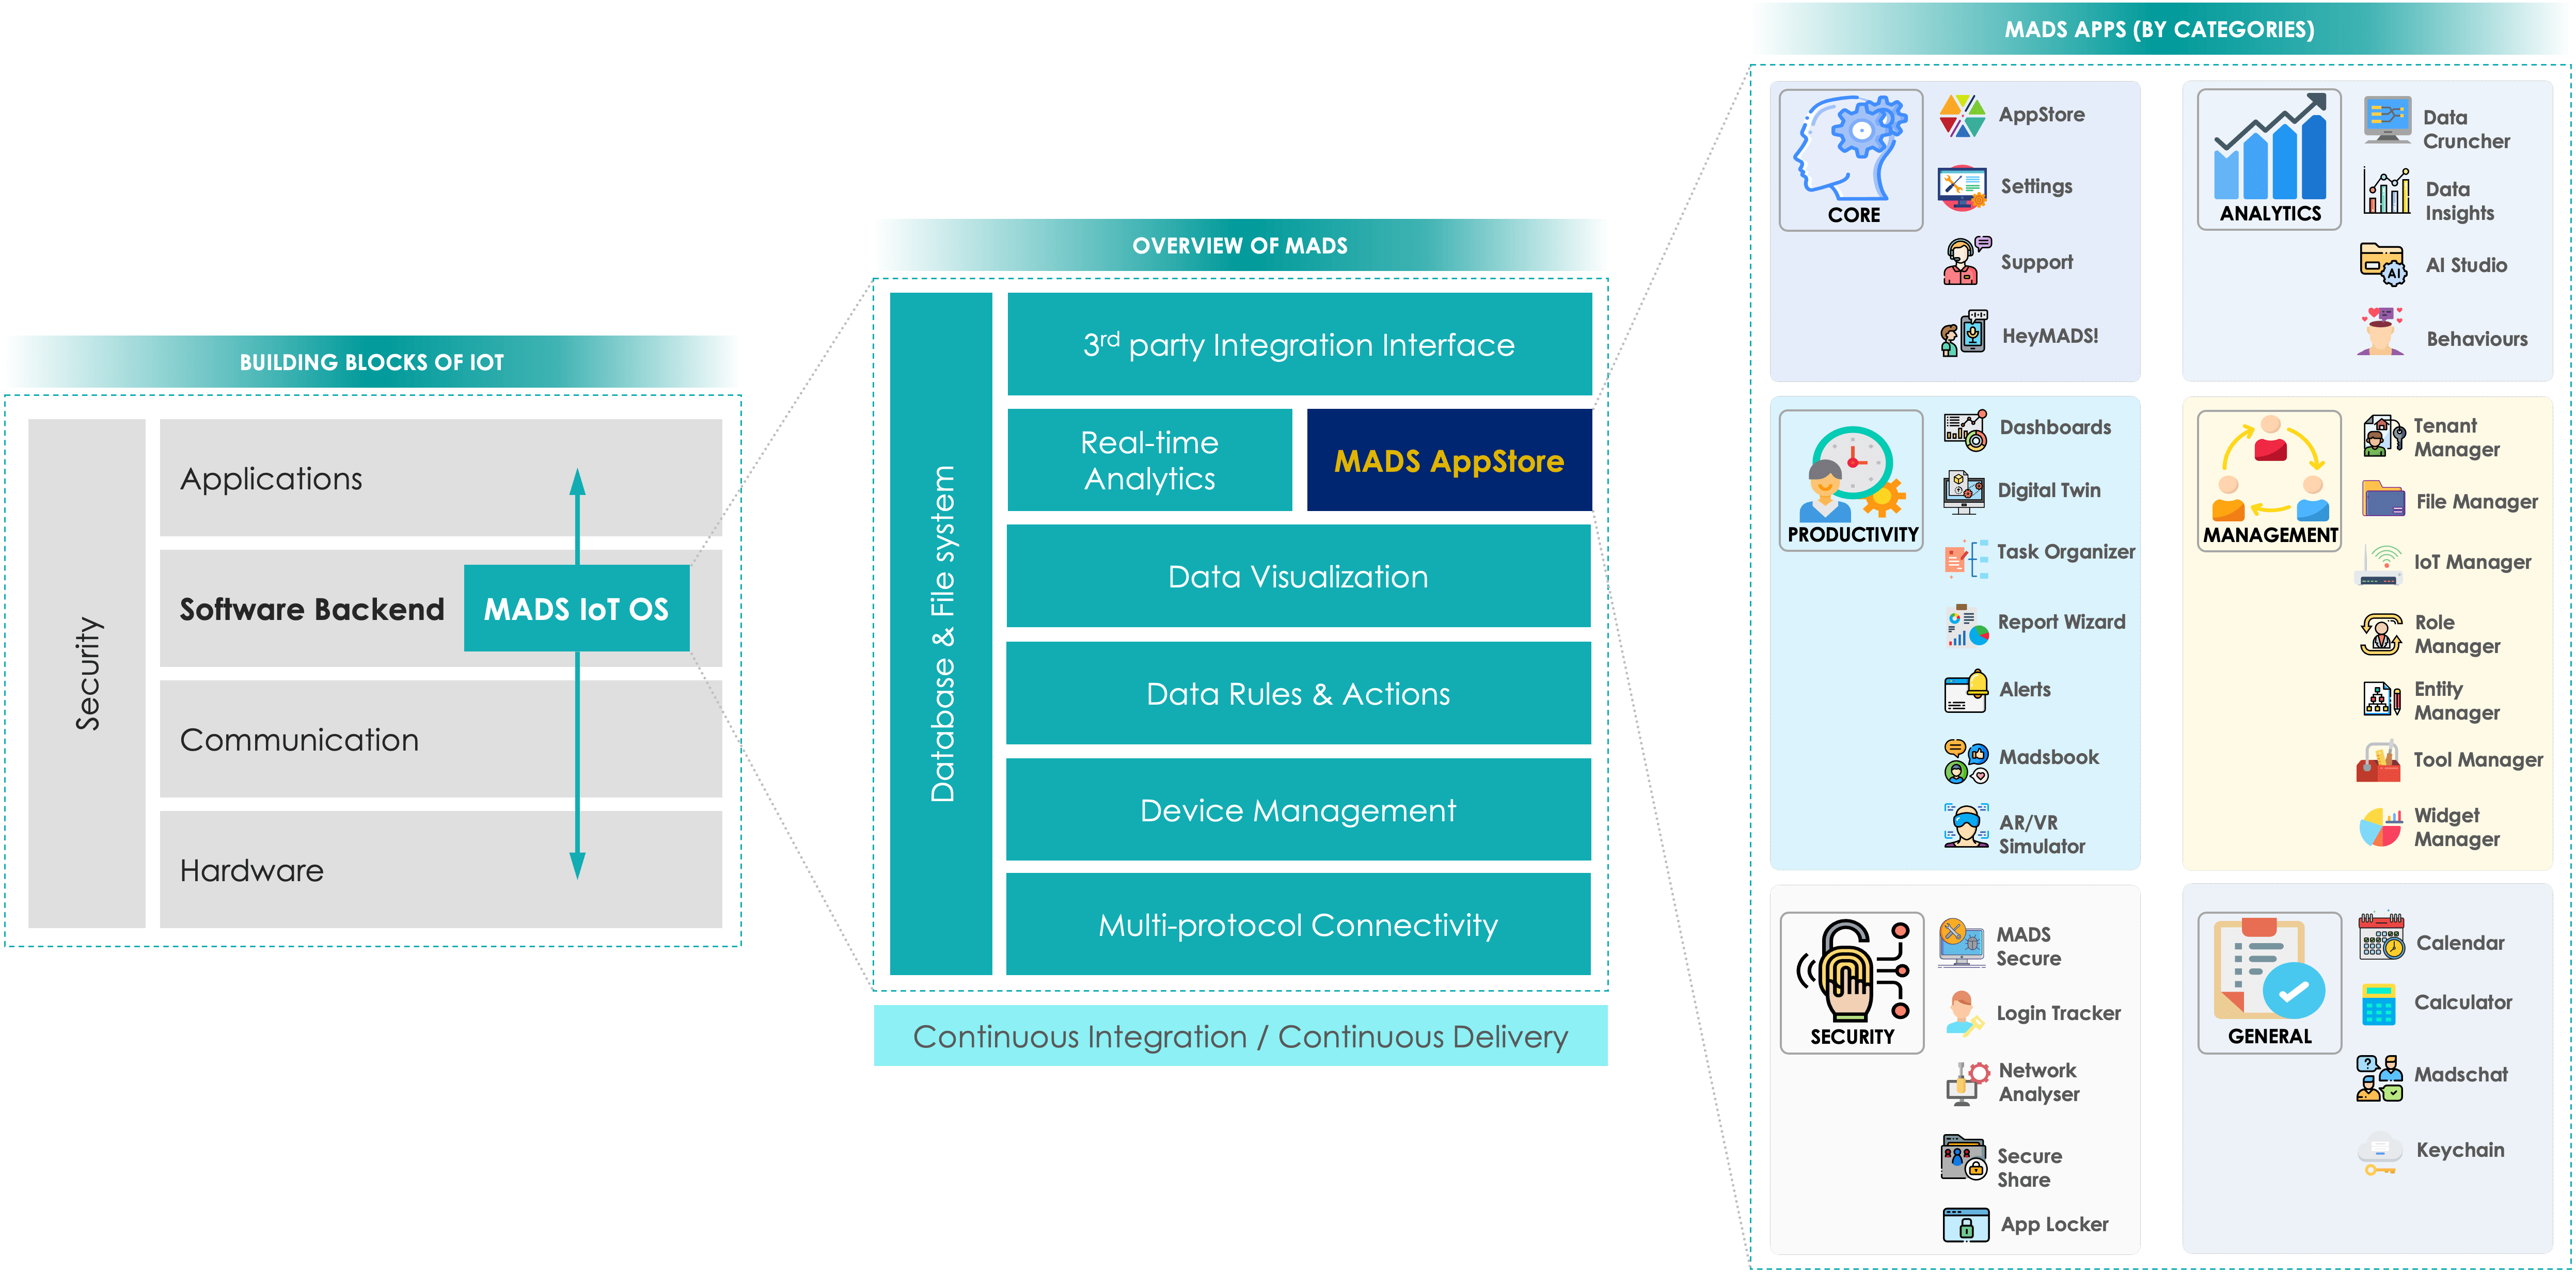 BUILDING BLOCKS OF IOT
Security
Applications
Software Backend
MADS IoT OS
Communication
Hardware
OVERVIEW OF MADS
Database & File system
3rd party Integration Interface
Real-time
Analytics
MADS AppStore
Data Visualization
Data Rules & Actions
Device Management
Multi-protocol Connectivity
Continuous Integration / Continuous Delivery
MADS APPS (BY CATEGORIES)
CORE
AppStore
Settings
Support
HeyMADS!
ANALYTICS
Data
Cruncher
Data
Insights
AI Studio
AI
Behaviours
PRODUCTIVITY
Dashboards
Digital Twin
Task Organizer
Report Wizard
Alerts
Madsbook
AR/VR
Simulator
MANAGEMENT
Tenant
Manager
File Manager
IoT Manager
Role
Manager
Entity
Manager
Tool Manager
Widget
Manager
SECURITY
MADS
Secure
Login Tracker
Network
Analyser
Secure
Share
App Locker
GENERAL
Calendar
Calculator
Madschat
?
Keychain